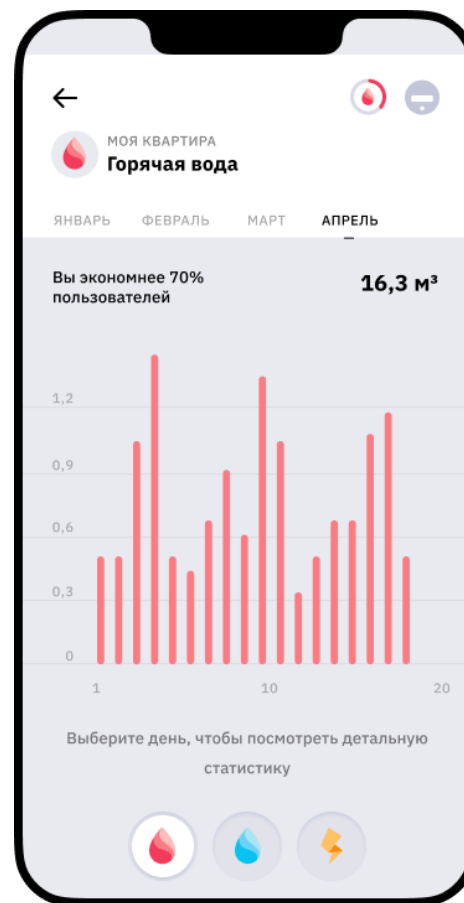 МОЯ КВАРТИРА
Горячая вода
ЯНВАРЬ ФЕВРАЛЬ МАРТ АПРЕЛЬ
Вы экономнее 70%
пользователей
16,3 м³
1,2
0,9
0,6
0,3
0
1 10 20
Выберите день, чтобы посмотреть детальную
статистику